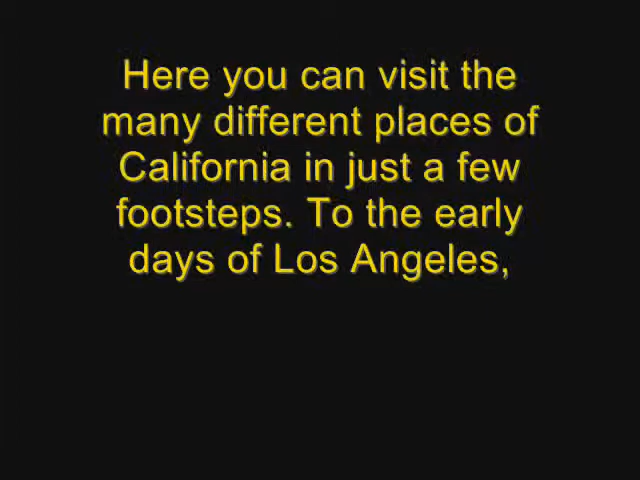 Here you can visit the
many different places of
California in just a few
footsteps. To the early
days of Los Angeles,